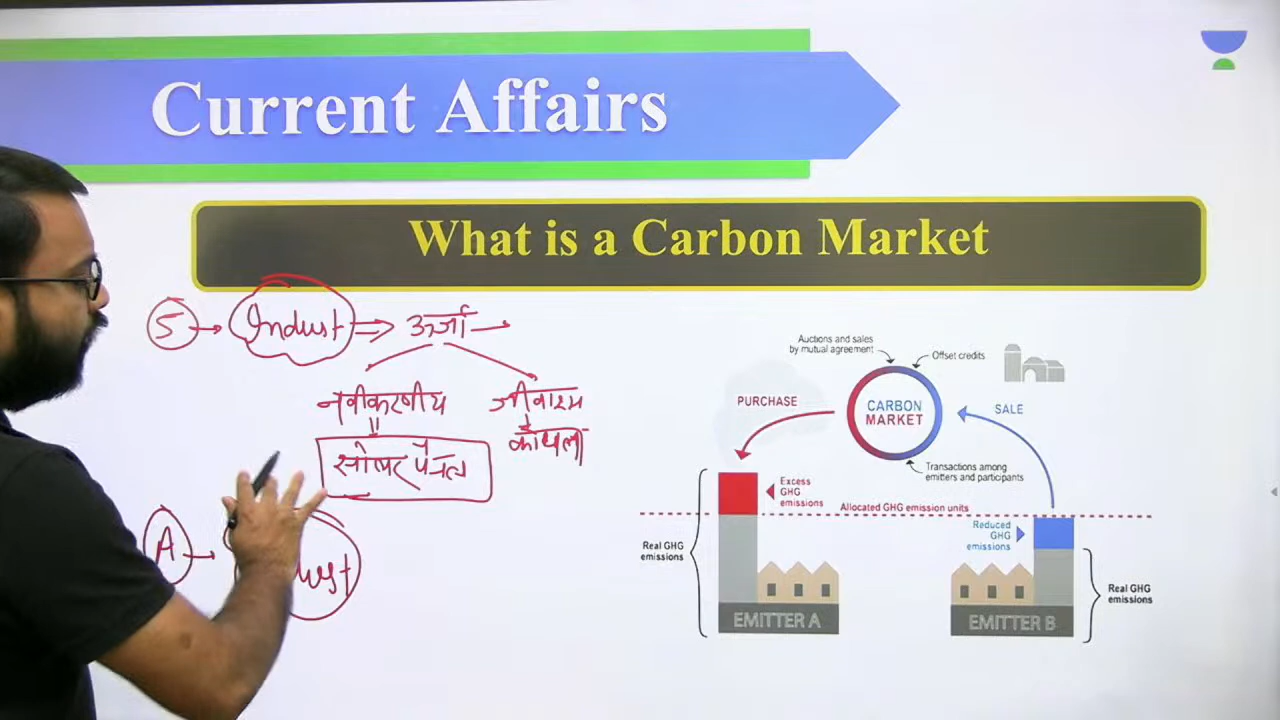 Current Affairs
What is a Carbon Market
S → Indust ⇒ ऊर्जा →
नवीकरणीय जीवाश्म
कोयला
सोलर पैनल
A →
Auctions and sales
by mutual agreement
Offset credits
PURCHASE
CARBON
MARKET
SALE
Transactions among
emitters and participants
Excess
GHG
emissions
Allocated GHG emission units
Reduced
GHG
emissions
Real GHG
emissions
Real GHG
emissions
EMITTER A
EMITTER B